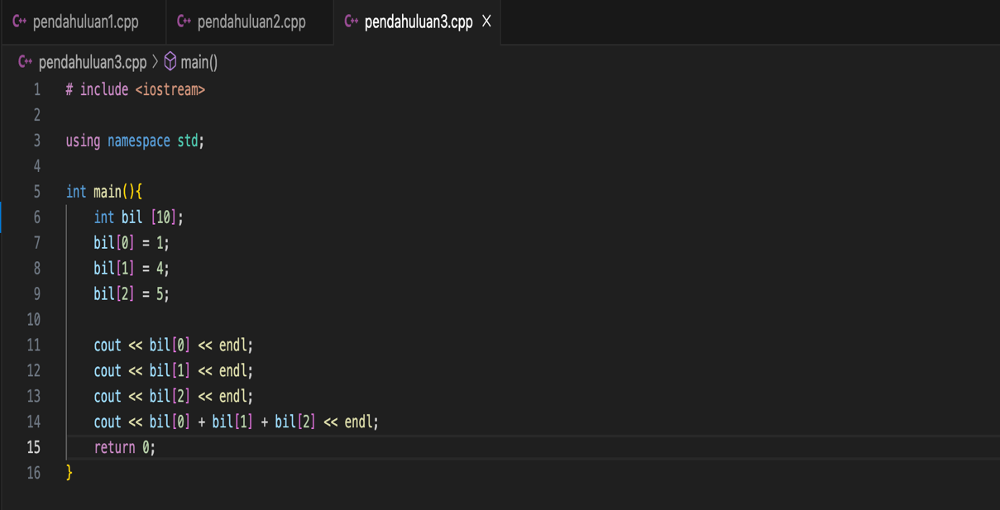 C++ pendahuluan1.cpp C++ pendahuluan2.cpp C++ pendahuluan3.cpp X
C++ pendahuluan3.cpp > main()
1 # include <iostream>
2
3 using namespace std;
4
5 int main(){
6 int bil [10];
7 bil[0] = 1;
8 bil[1] = 4;
9 bil[2] = 5;
10
11 cout << bil[0] << endl;
12 cout << bil[1] << endl;
13 cout << bil[2] << endl;
14 cout << bil[0] + bil[1] + bil[2] << endl;
15 return 0;
16 }